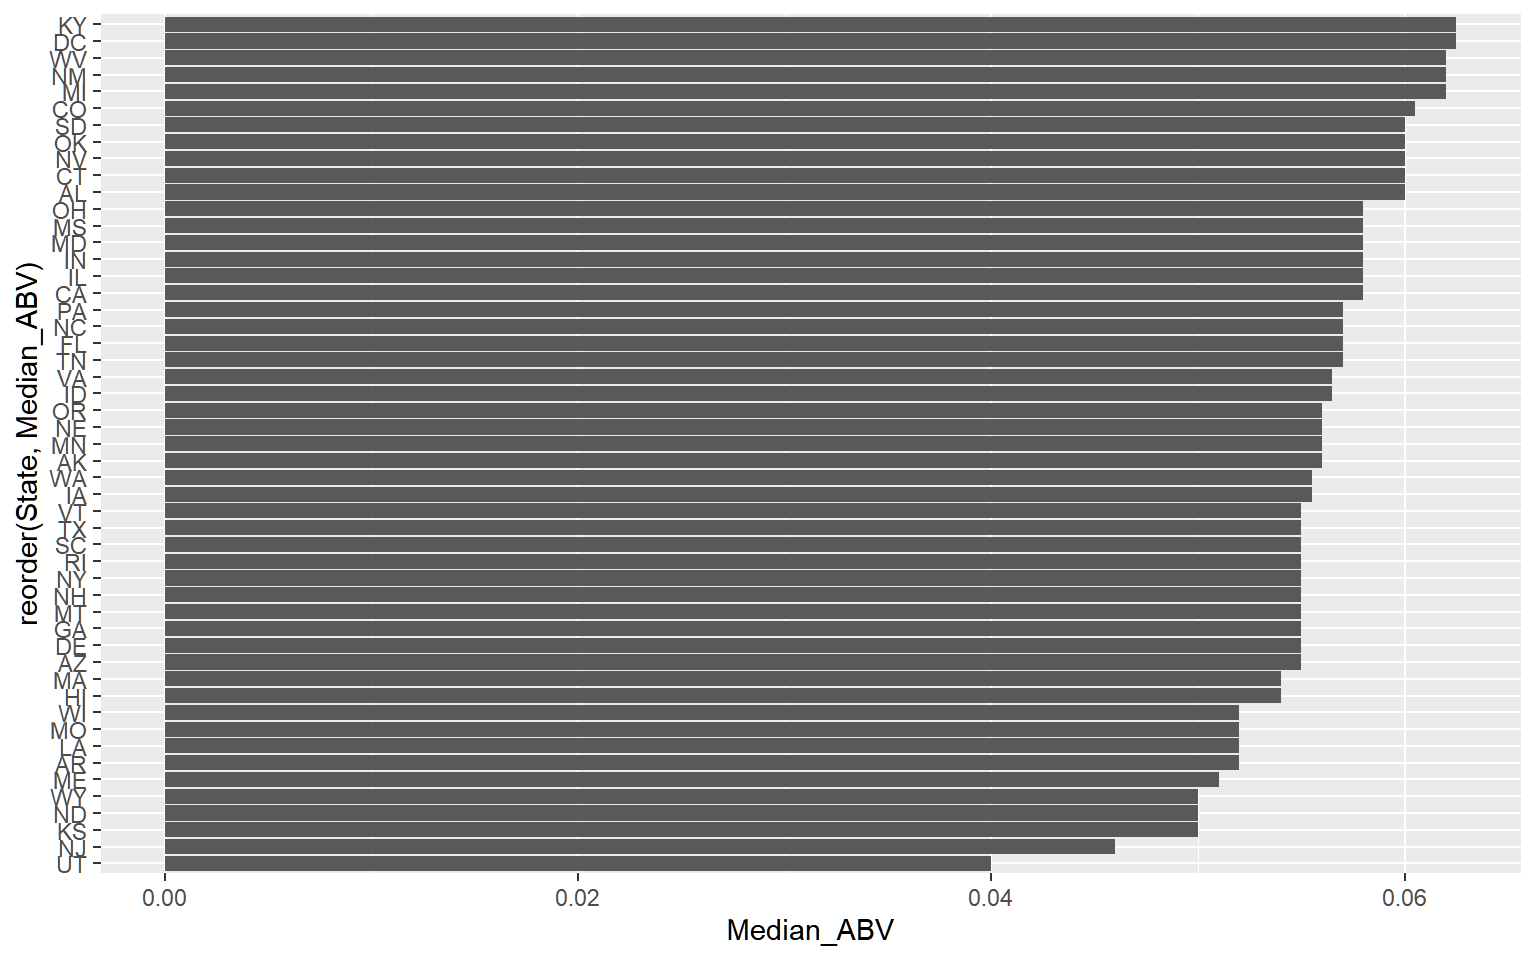 reorder(State, Median_ABV)
KY
DC
WV
NM
MI
CO
SD
OK
NV
CT
AL
OH
MS
MD
IN
IL
CA
PA
NC
FL
TN
VA
ID
OR
NE
MN
AK
WA
IA
VT
TX
SC
RI
NY
NH
MT
GA
DE
AZ
MA
HI
WI
MO
LA
AR
ME
WY
ND
KS
NJ
UT
0.00 0.02 0.04 0.06
Median_ABV